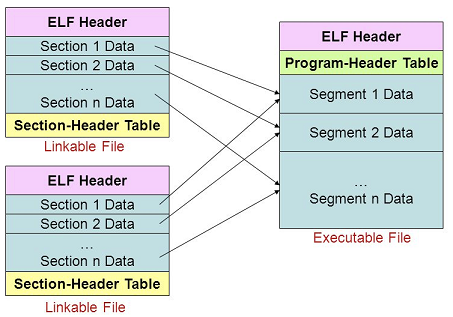 ELF Header
Section 1 Data
Section 2 Data
...
Section n Data
Section-Header Table
Linkable File
ELF Header
Section 1 Data
Section 2 Data
...
Section n Data
Section-Header Table
Linkable File
ELF Header
Program-Header Table
Segment 1 Data
Segment 2 Data
...
Segment n Data
Executable File